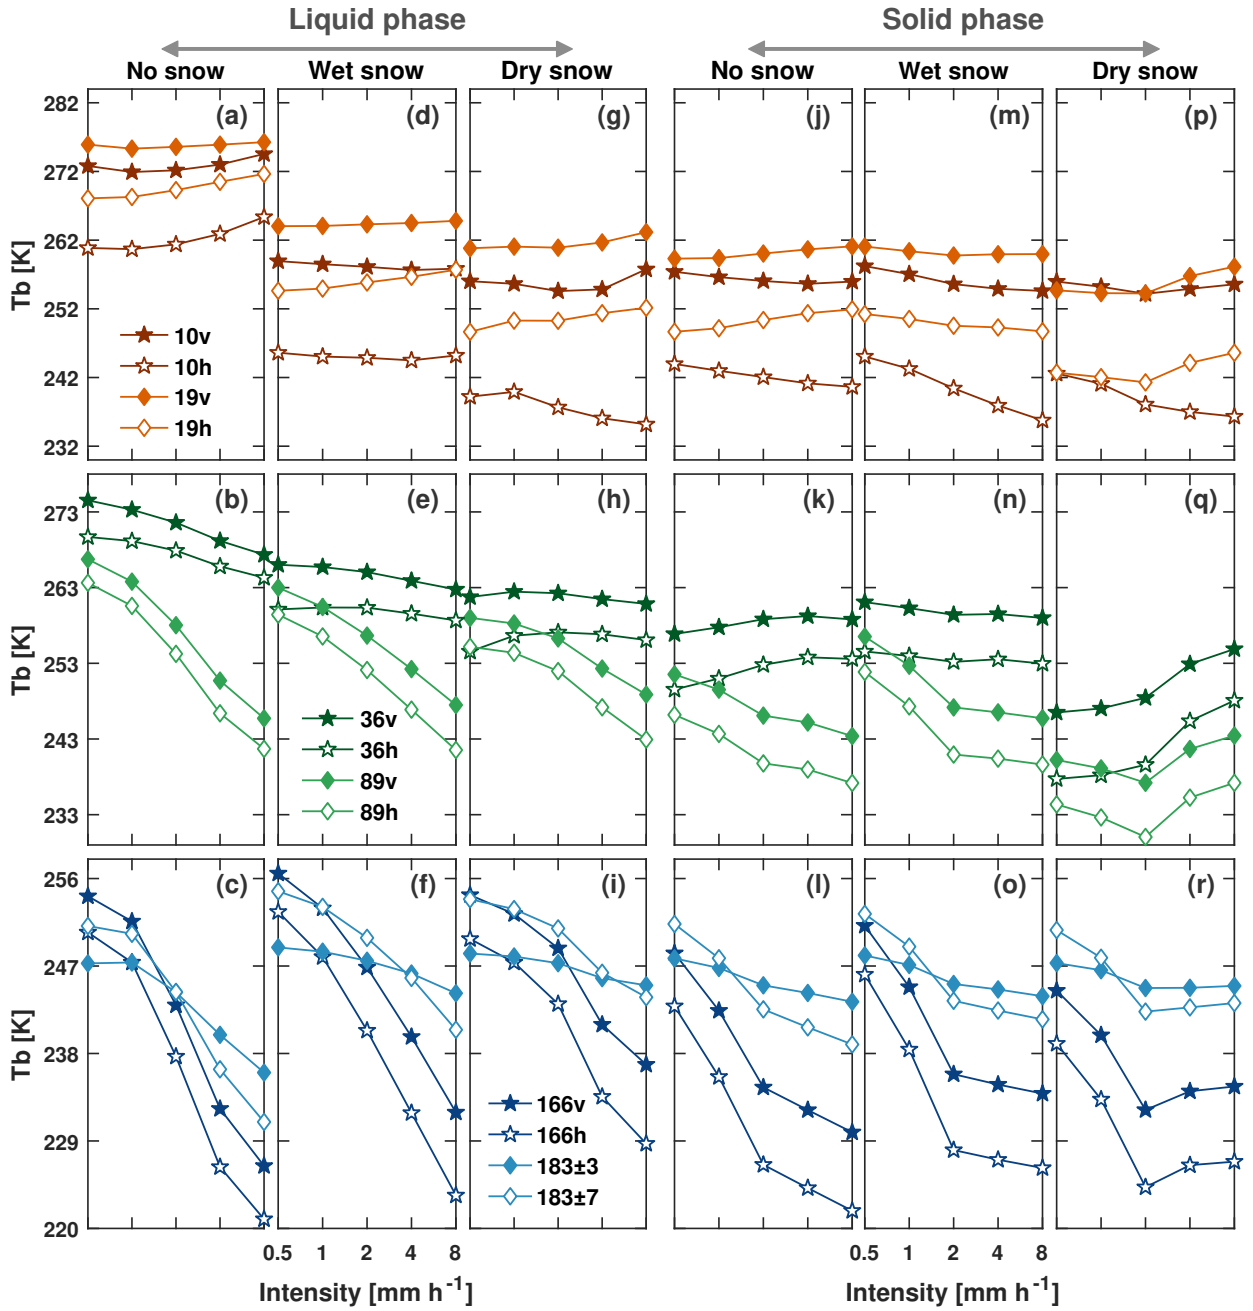 Liquid phase
Solid phase
No snow
Wet snow
Dry snow
No snow
Wet snow
Dry snow
282
272
262
252
242
232
Tb [K]
(a)
(d)
(g)
(j)
(m)
(p)
10v
10h
19v
19h
273
263
253
243
233
Tb [K]
(b)
(e)
(h)
(k)
(n)
(q)
36v
36h
89v
89h
256
247
238
229
220
Tb [K]
(c)
(f)
(i)
(l)
(o)
(r)
166v
166h
183±3
183±7
0.5 1 2 4 8
0.5 1 2 4 8
Intensity [mm h⁻¹]
Intensity [mm h⁻¹]